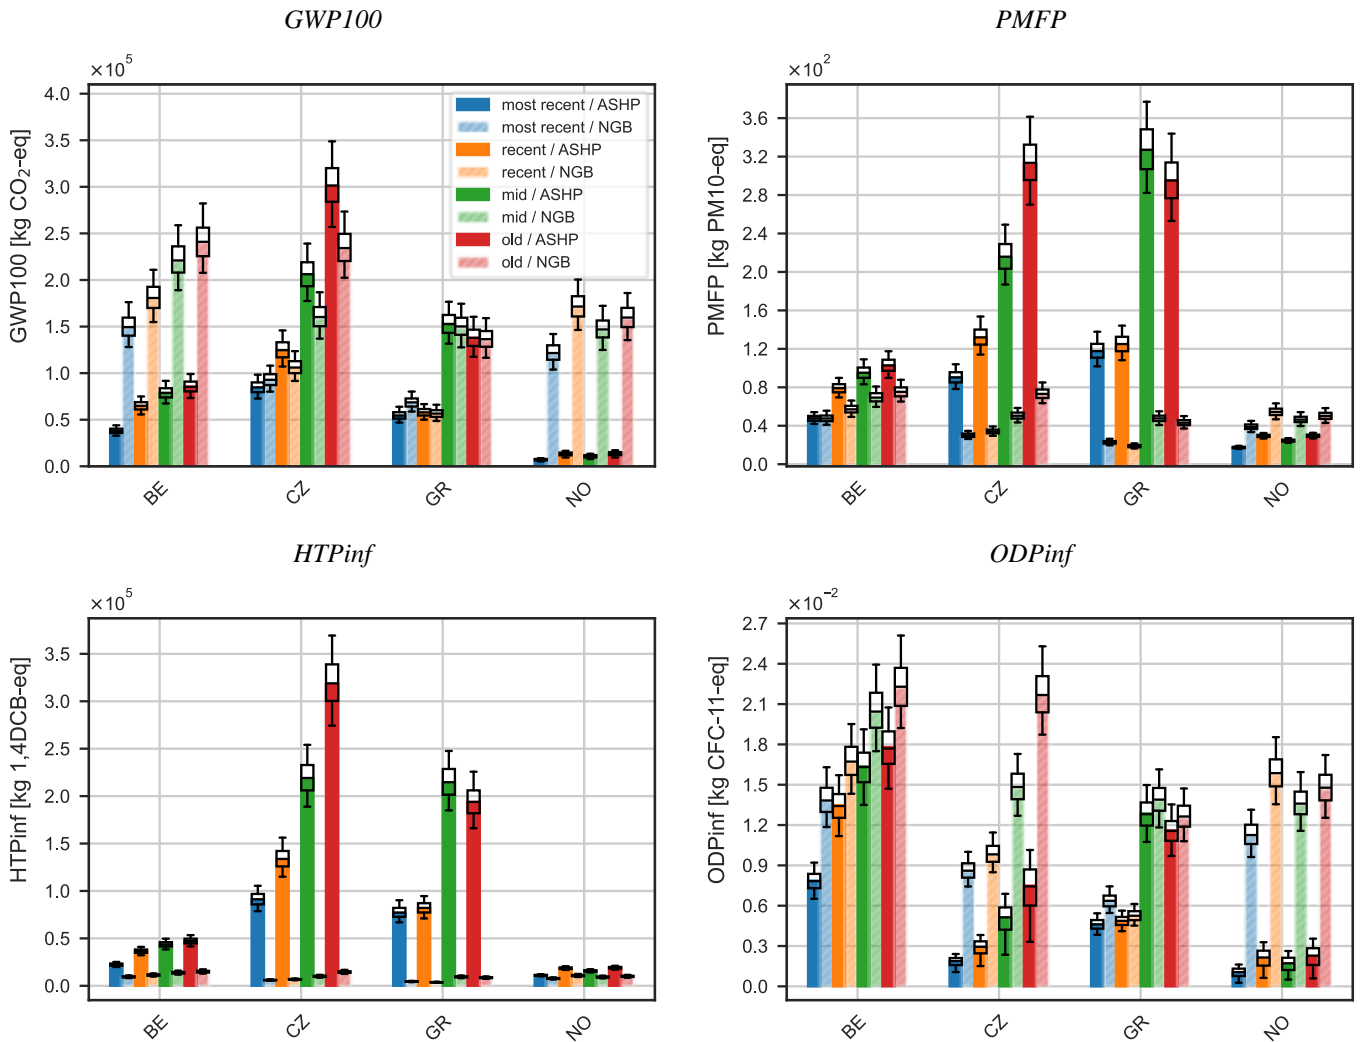 GWP100
×10⁵
GWP100 [kg CO₂-eq]
4.0
3.5
3.0
2.5
2.0
1.5
1.0
0.5
0.0
most recent / ASHP
most recent / NGB
recent / ASHP
recent / NGB
mid / ASHP
mid / NGB
old / ASHP
old / NGB
BE
CZ
GR
NO
PMFP
×10²
PMFP [kg PM10-eq]
3.6
3.2
2.8
2.4
2.0
1.6
1.2
0.8
0.4
0.0
BE
CZ
GR
NO
HTPinf
×10⁵
HTPinf [kg 1,4DCB-eq]
3.5
3.0
2.5
2.0
1.5
1.0
0.5
0.0
BE
CZ
GR
NO
ODPinf
×10⁻²
ODPinf [kg CFC-11-eq]
2.7
2.4
2.1
1.8
1.5
1.2
0.9
0.6
0.3
0.0
BE
CZ
GR
NO